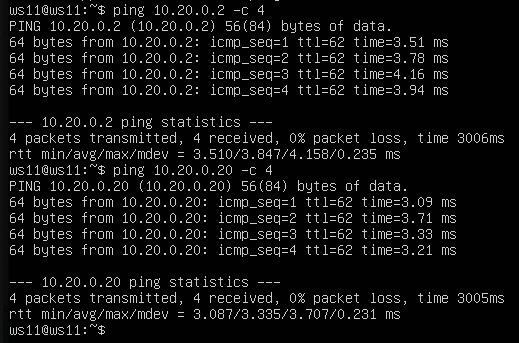 ws11@ws11:~$ ping 10.20.0.2 -c 4
PING 10.20.0.2 (10.20.0.2) 56(84) bytes of data.
64 bytes from 10.20.0.2: icmp_seq=1 ttl=62 time=3.51 ms
64 bytes from 10.20.0.2: icmp_seq=2 ttl=62 time=3.78 ms
64 bytes from 10.20.0.2: icmp_seq=3 ttl=62 time=4.16 ms
64 bytes from 10.20.0.2: icmp_seq=4 ttl=62 time=3.94 ms

--- 10.20.0.2 ping statistics ---
4 packets transmitted, 4 received, 0% packet loss, time 3006ms
rtt min/avg/max/mdev = 3.510/3.847/4.158/0.235 ms
ws11@ws11:~$ ping 10.20.0.20 -c 4
PING 10.20.0.20 (10.20.0.20) 56(84) bytes of data.
64 bytes from 10.20.0.20: icmp_seq=1 ttl=62 time=3.09 ms
64 bytes from 10.20.0.20: icmp_seq=2 ttl=62 time=3.71 ms
64 bytes from 10.20.0.20: icmp_seq=3 ttl=62 time=3.33 ms
64 bytes from 10.20.0.20: icmp_seq=4 ttl=62 time=3.21 ms

--- 10.20.0.20 ping statistics ---
4 packets transmitted, 4 received, 0% packet loss, time 3005ms
rtt min/avg/max/mdev = 3.087/3.335/3.707/0.231 ms
ws11@ws11:~$